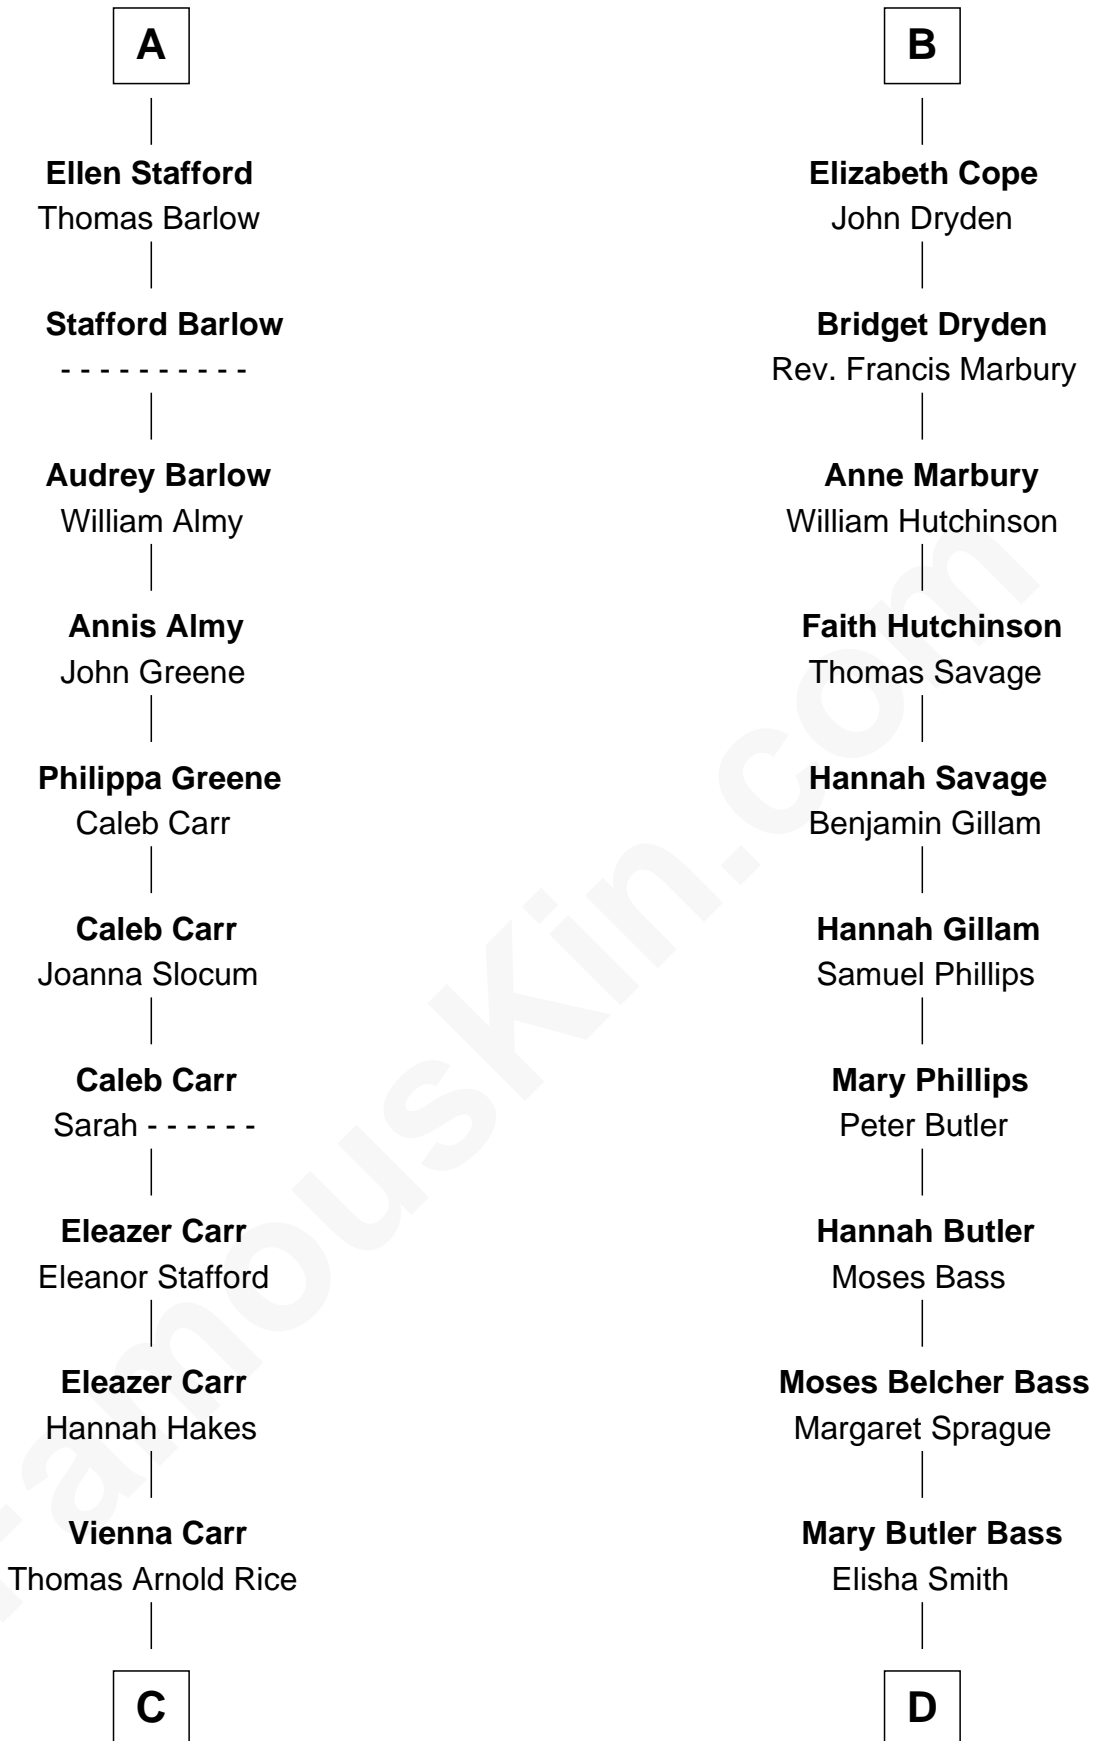 A
Ellen Stafford
Thomas Barlow
Stafford Barlow
- - - - - - - - - -
Audrey Barlow
William Almy
Annis Almy
John Greene
Philippa Greene
Caleb Carr
Caleb Carr
Joanna Slocum
Caleb Carr
Sarah - - - - - -
Eleazer Carr
Eleanor Stafford
Eleazer Carr
Hannah Hakes
Vienna Carr
Thomas Arnold Rice
C
B
Elizabeth Cope
John Dryden
Bridget Dryden
Rev. Francis Marbury
Anne Marbury
William Hutchinson
Faith Hutchinson
Thomas Savage
Hannah Savage
Benjamin Gillam
Hannah Gillam
Samuel Phillips
Mary Phillips
Peter Butler
Hannah Butler
Moses Bass
Moses Belcher Bass
Margaret Sprague
Mary Butler Bass
Elisha Smith
D
FamousKin.com